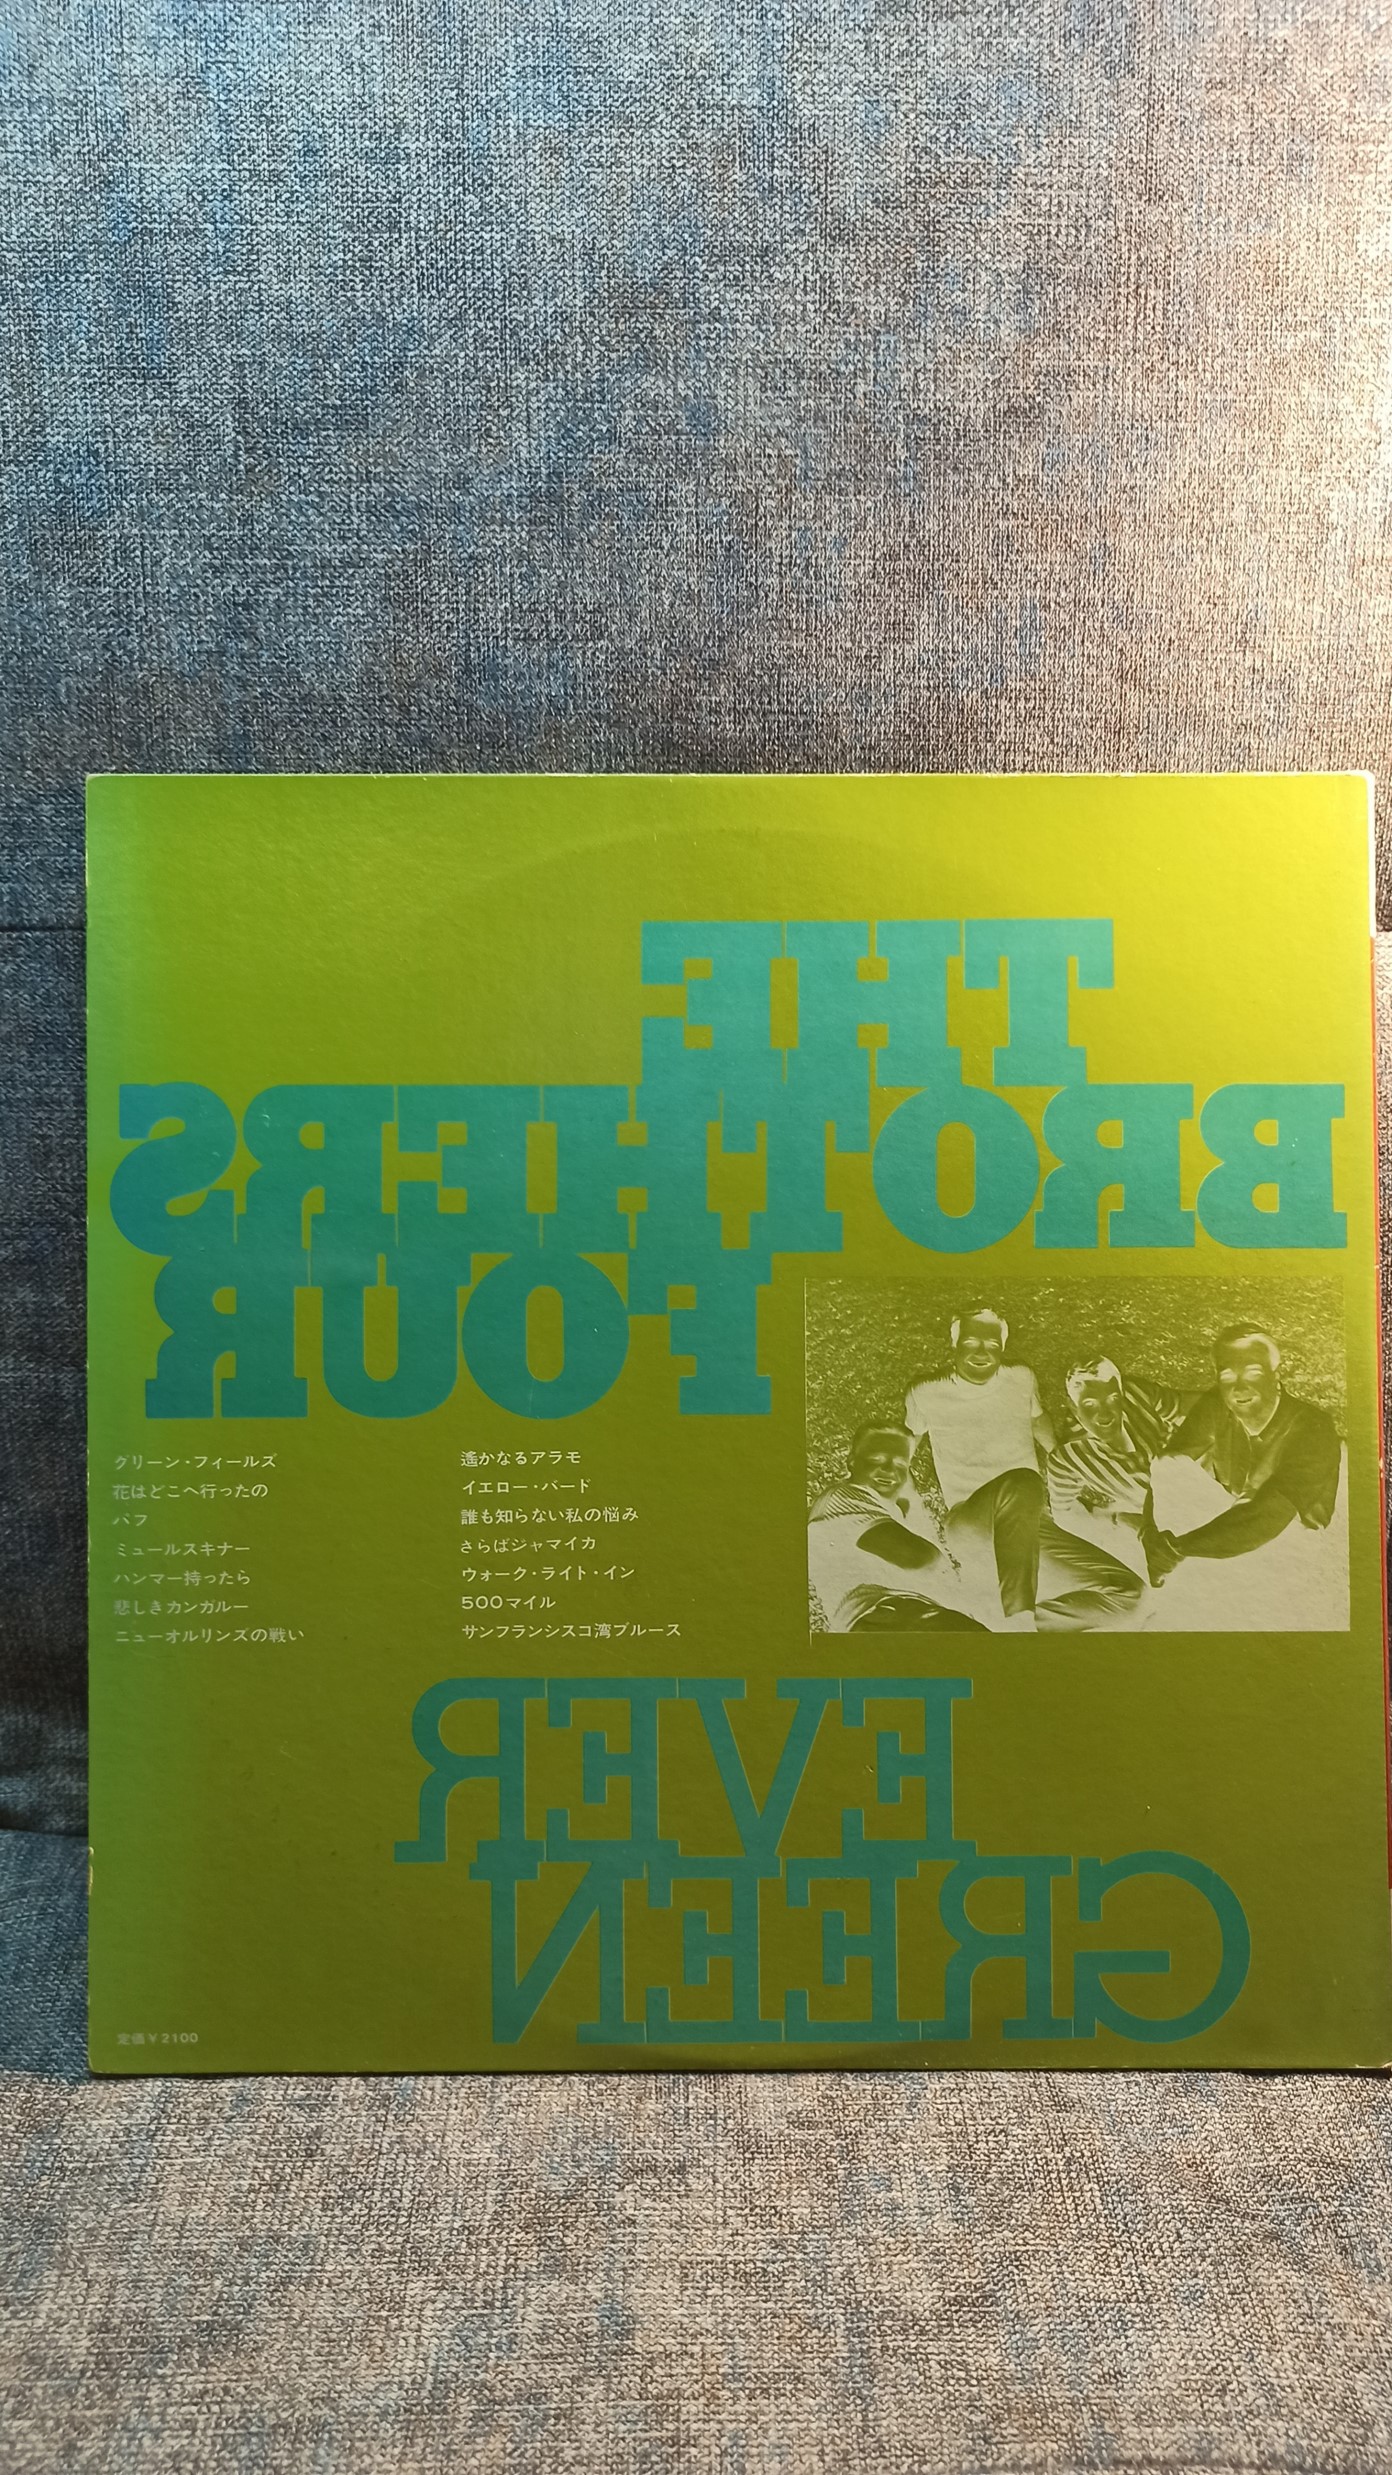 THE
BROTHERS
FOUR
グリーン・フィールズ
花はどこへ行ったの
パフ
ミュールスキナー
ハンマー持ったら
悲しきカンガルー
ニューオルリンズの戦い
遙かなるアラモ
イエロー・バード
誰も知らない私の悩み
さらばジャマイカ
ウォーク・ライト・イン
500マイル
サンフランシスコ湾ブルース
EVER
GREEN
定価￥2100